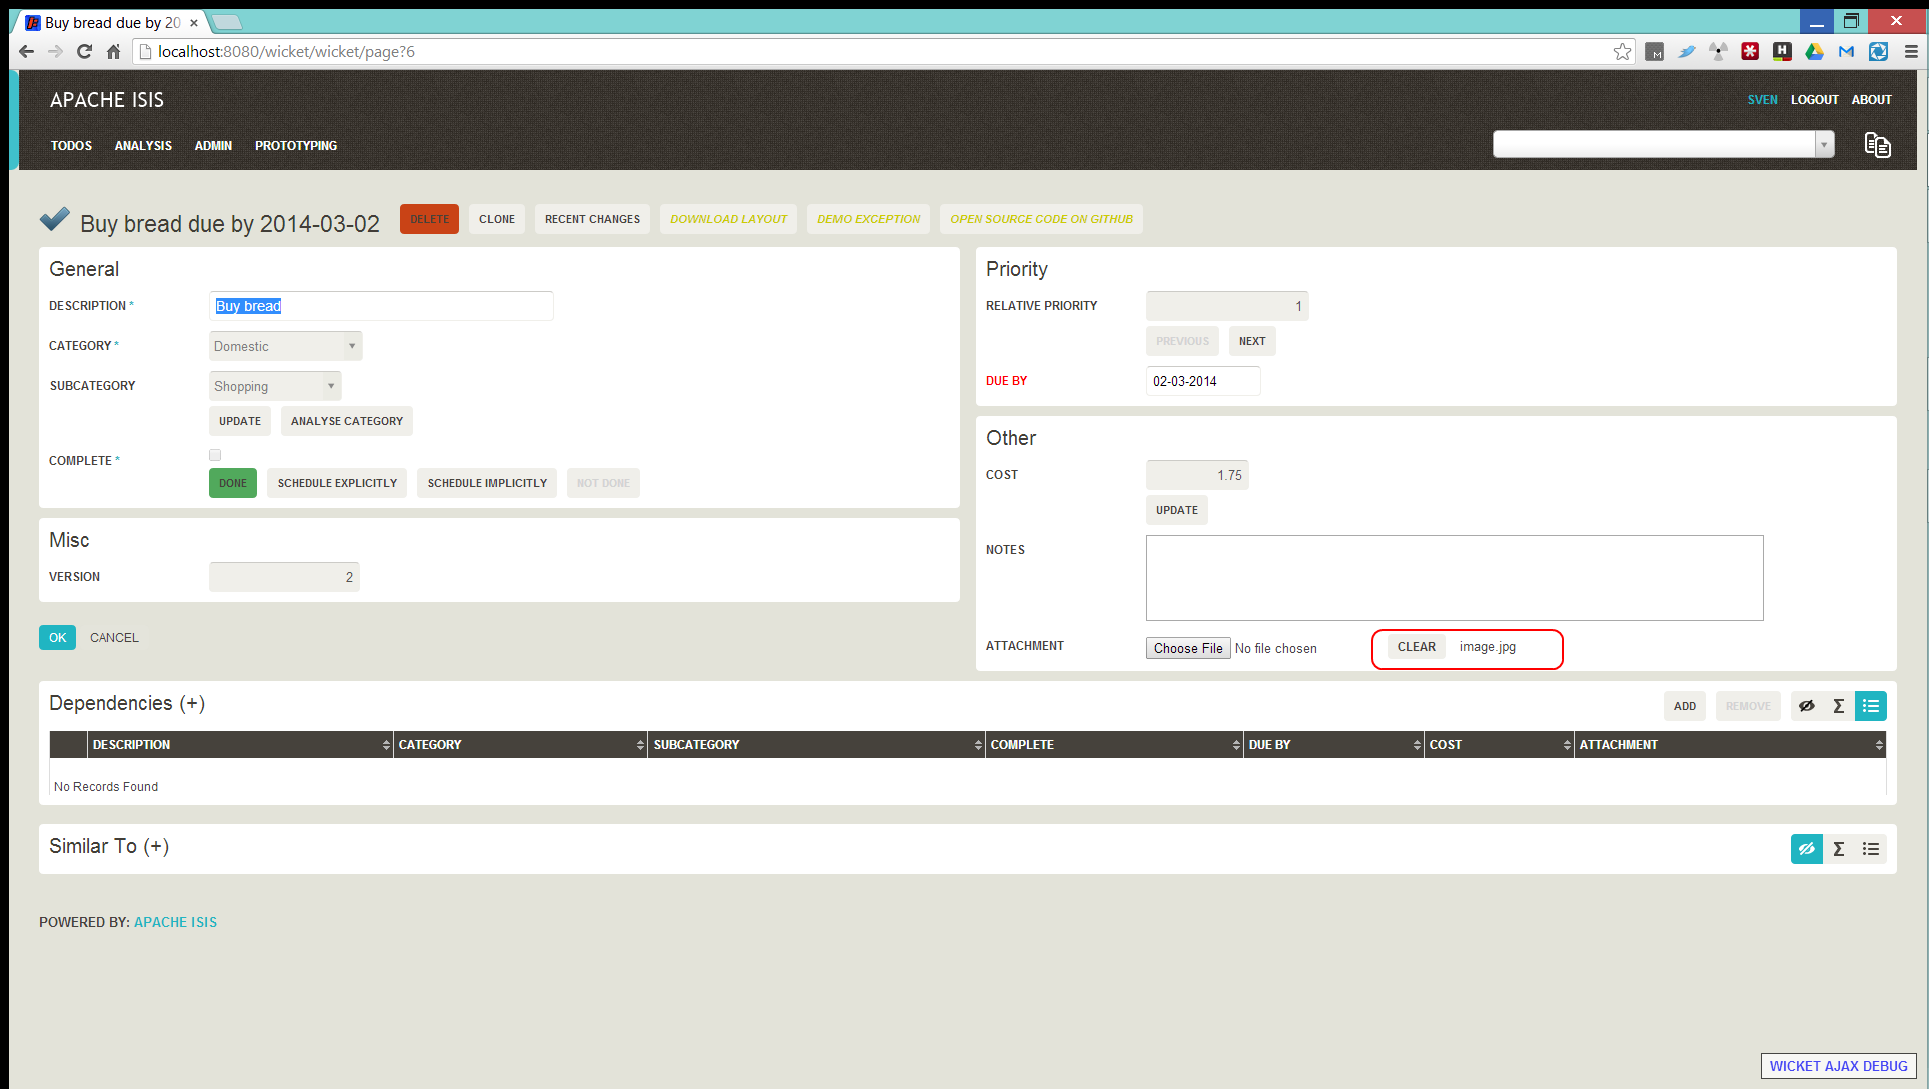 Buy bread due by 20
localhost:8080/wicket/wicket/page?6
APACHE ISIS
SVEN LOGOUT ABOUT
TODOS ANALYSIS ADMIN PROTOTYPING
Buy bread due by 2014-03-02 DELETE CLONE RECENT CHANGES DOWNLOAD LAYOUT DEMO EXCEPTION OPEN SOURCE CODE ON GITHUB
General
DESCRIPTION * Buy bread
CATEGORY * Domestic
SUBCATEGORY Shopping
UPDATE ANALYSE CATEGORY
COMPLETE *
DONE SCHEDULE EXPLICITLY SCHEDULE IMPLICITLY NOT DONE
Misc
VERSION 2
OK CANCEL
Priority
RELATIVE PRIORITY 1
PREVIOUS NEXT
DUE BY 02-03-2014
Other
COST 1.75
UPDATE
NOTES
ATTACHMENT Choose File No file chosen CLEAR image.jpg
Dependencies (+) ADD REMOVE Σ
DESCRIPTION CATEGORY SUBCATEGORY COMPLETE DUE BY COST ATTACHMENT
No Records Found
Similar To (+) Σ
POWERED BY: APACHE ISIS
WICKET AJAX DEBUG